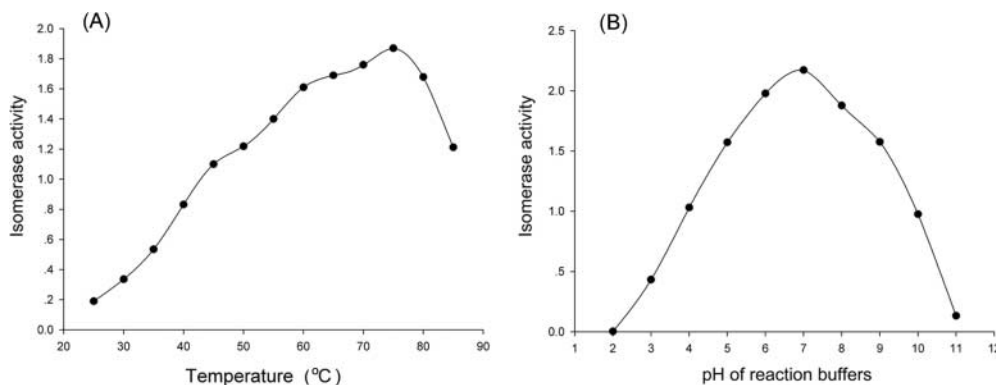 (A)
Isomerase activity
2.0
1.8
1.6
1.4
1.2
1.0
.8
.6
.4
.2
0.0
20 30 40 50 60 70 80 90
Temperature (°C)
(B)
Isomerase activity
2.5
2.0
1.5
1.0
.5
0.0
1 2 3 4 5 6 7 8 9 10 11 12
pH of reaction buffers